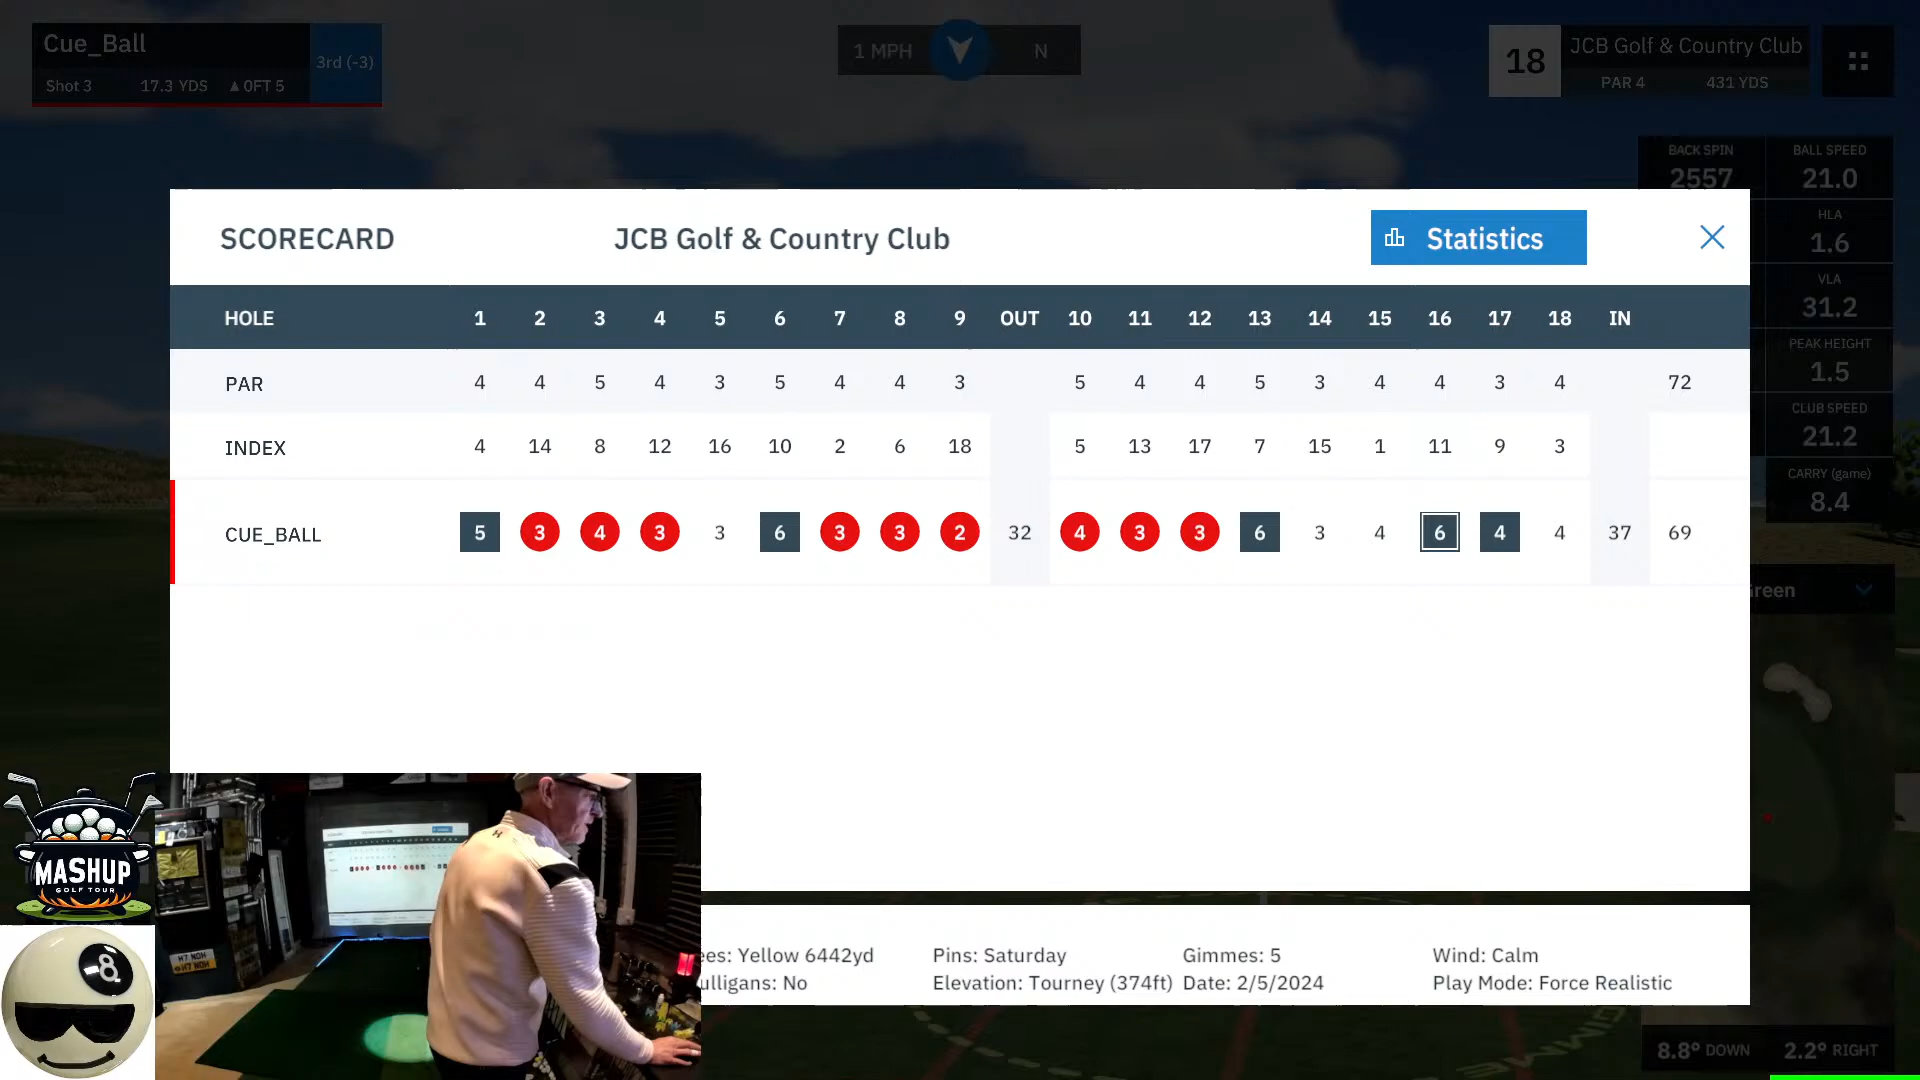 Cue_Ball
Shot 3 17.3 YDS ▲0FT 5
3rd (-3)
1 MPH N
18
JCB Golf & Country Club
PAR 4 431 YDS
BACK SPIN
2557
BALL SPEED
21.0
HLA
1.6
VLA
31.2
PEAK HEIGHT
1.5
CLUB SPEED
21.2
CARRY (game)
8.4
SCORECARD JCB Golf & Country Club Statistics
HOLE 1 2 3 4 5 6 7 8 9 OUT 10 11 12 13 14 15 16 17 18 IN
PAR 4 4 5 4 3 5 4 4 3 5 4 4 5 3 4 4 3 4 72
INDEX 4 14 8 12 16 10 2 6 18 5 13 17 7 15 1 11 9 3
CUE_BALL 5 3 4 3 3 6 3 3 2 32 4 3 3 6 3 4 6 4 4 37 69
reen
ees: Yellow 6442yd Pins: Saturday Gimmes: 5 Wind: Calm
ulligans: No Elevation: Tourney (374ft) Date: 2/5/2024 Play Mode: Force Realistic
8.8° DOWN 2.2° RIGHT
MASHUP
GOLF TOUR
-8